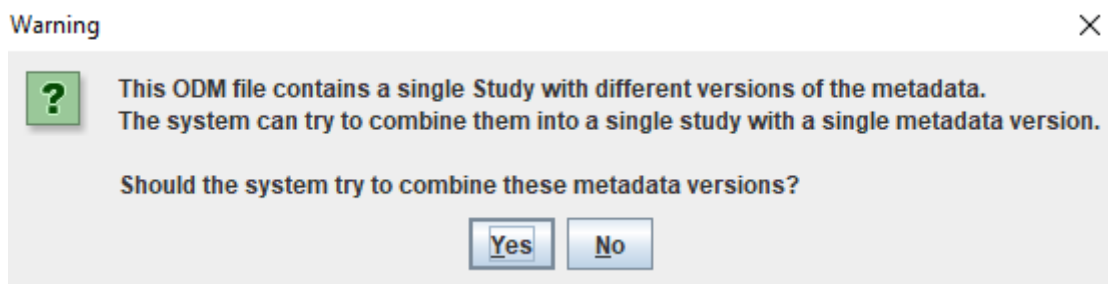 Warning
This ODM file contains a single Study with different versions of the metadata.
The system can try to combine them into a single study with a single metadata version.
Should the system try to combine these metadata versions?
Yes No